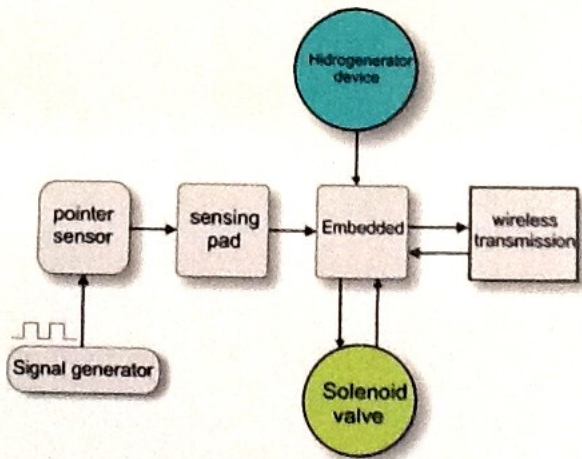 Hidrogenerator
device
pointer
sensor
sensing
pad
Embedded
wireless
transmission
Signal generator
Solenoid
valve